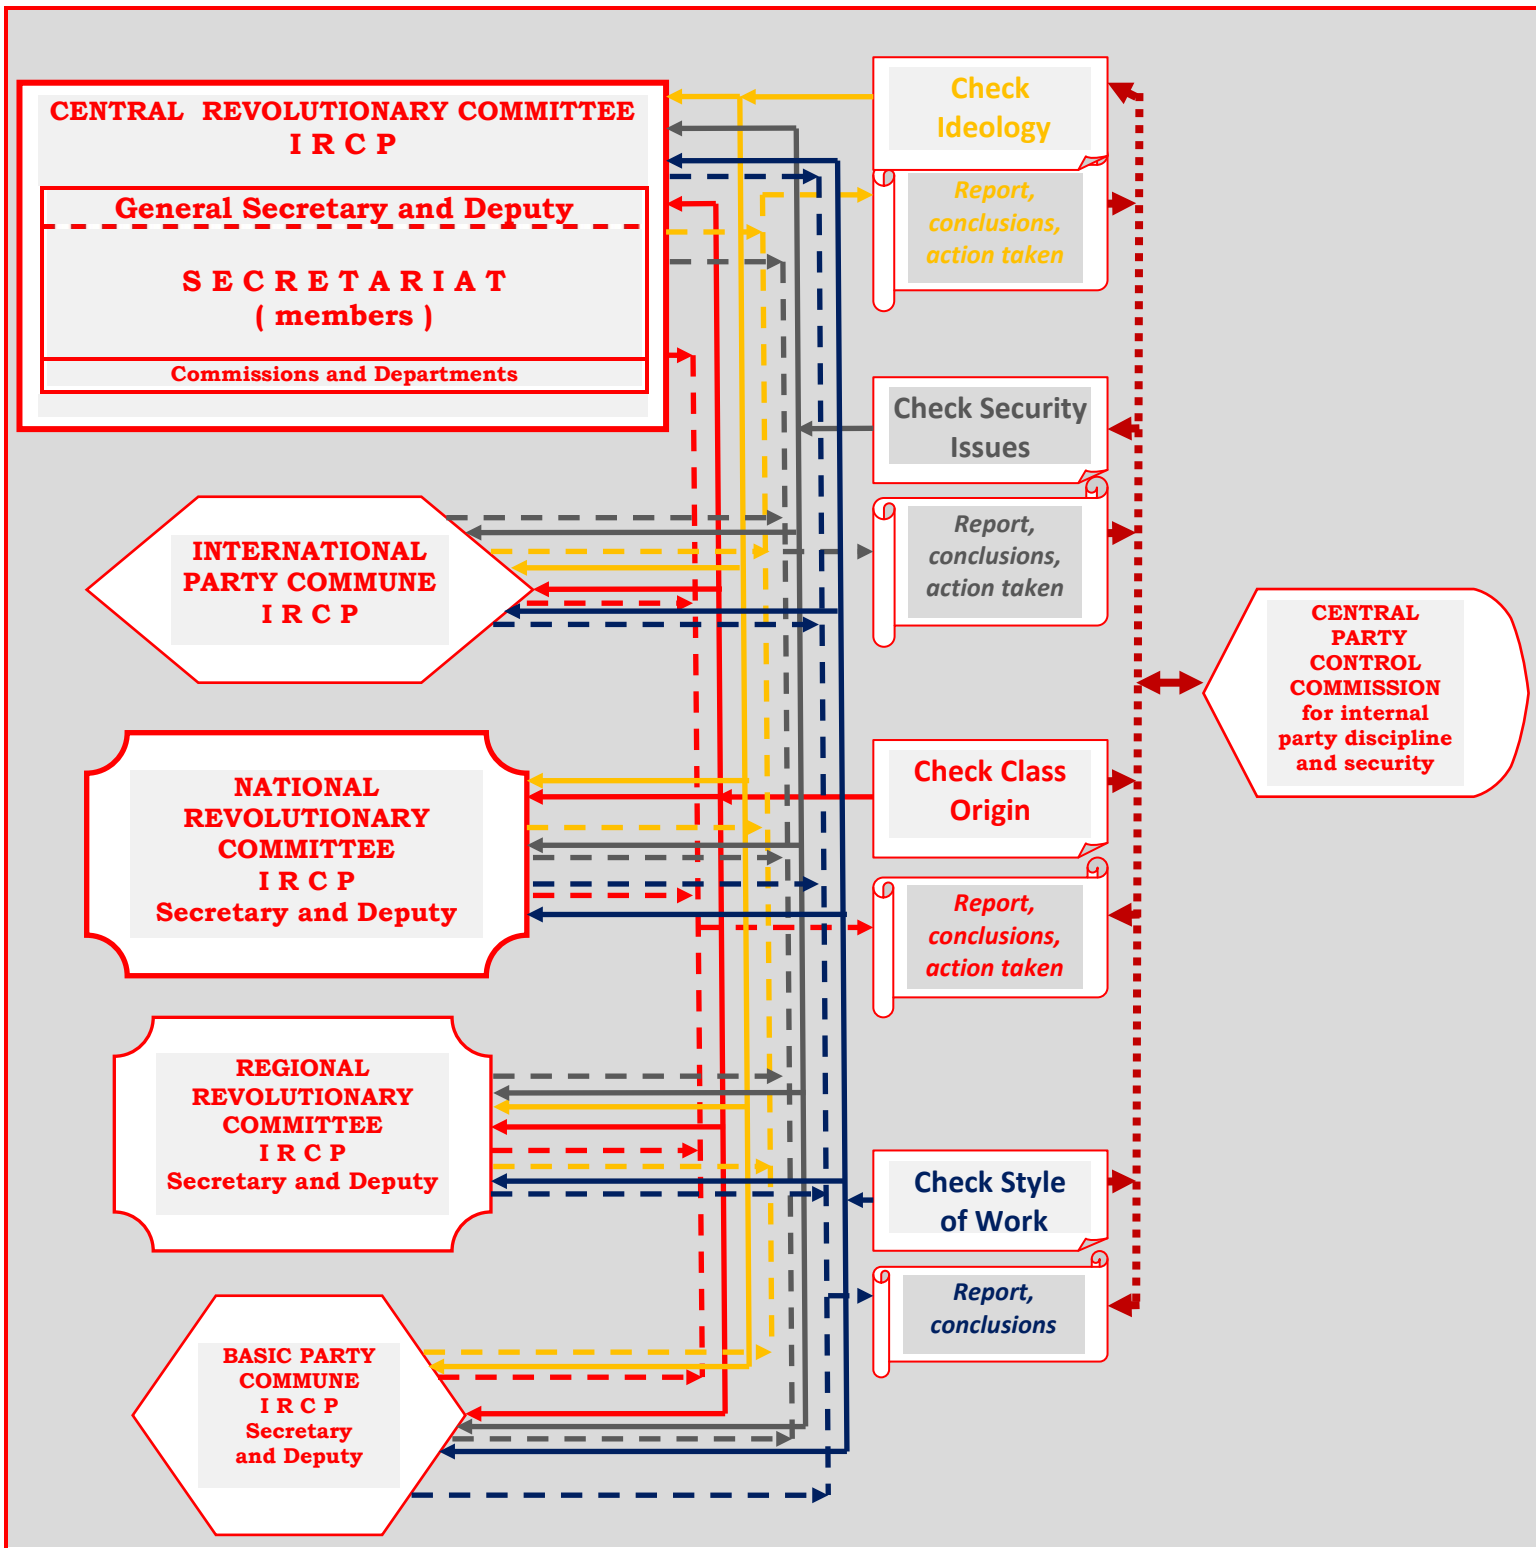 CENTRAL REVOLUTIONARY COMMITTEE
I R C P
General Secretary and Deputy
S E C R E T A R I A T
( members )
Commissions and Departments
INTERNATIONAL
PARTY COMMUNE
I R C P
NATIONAL
REVOLUTIONARY
COMMITTEE
I R C P
Secretary and Deputy
REGIONAL
REVOLUTIONARY
COMMITTEE
I R C P
Secretary and Deputy
BASIC PARTY
COMMUNE
I R C P
Secretary
and Deputy
Check
Ideology
Report,
conclusions,
action taken
Check Security
Issues
Report,
conclusions,
action taken
Check Class
Origin
Report,
conclusions,
action taken
Check Style
of Work
Report,
conclusions
CENTRAL
PARTY
CONTROL
COMMISSION
for internal
party discipline
and security